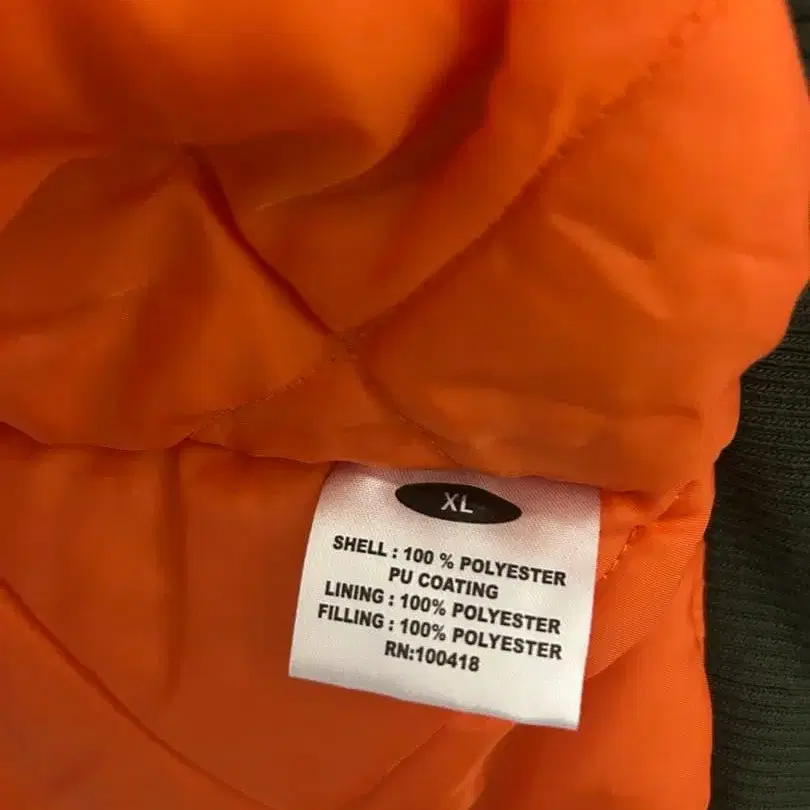 XL
SHELL : 100 % POLYESTER
PU COATING
LINING : 100% POLYESTER
FILLING : 100% POLYESTER
RN:100418